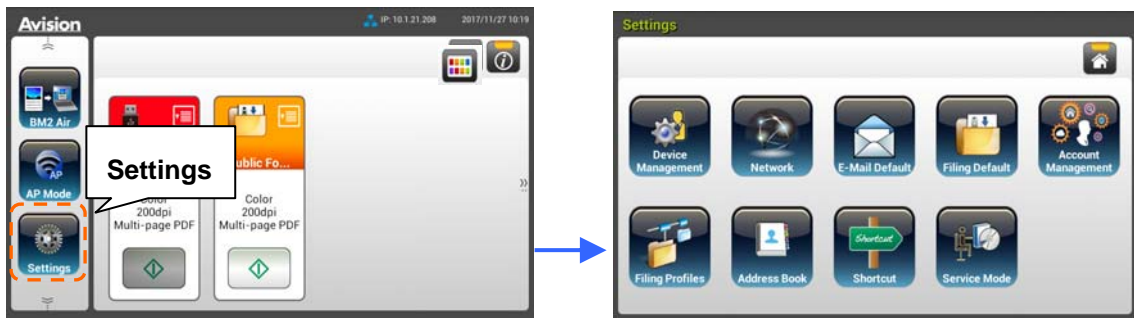 Avision
IP: 10.1.21.208 2017/11/27 10:19
BM2 Air
AP Mode
Settings
Settings
ublic Fo...
Color
200dpi
Multi-page PDF
Color
200dpi
Multi-page PDF
Settings
Device
Management
Network
E-Mail Default
Filing Default
Account
Management
Filing Profiles
Address Book
Shortcut
Shortcut
Service Mode